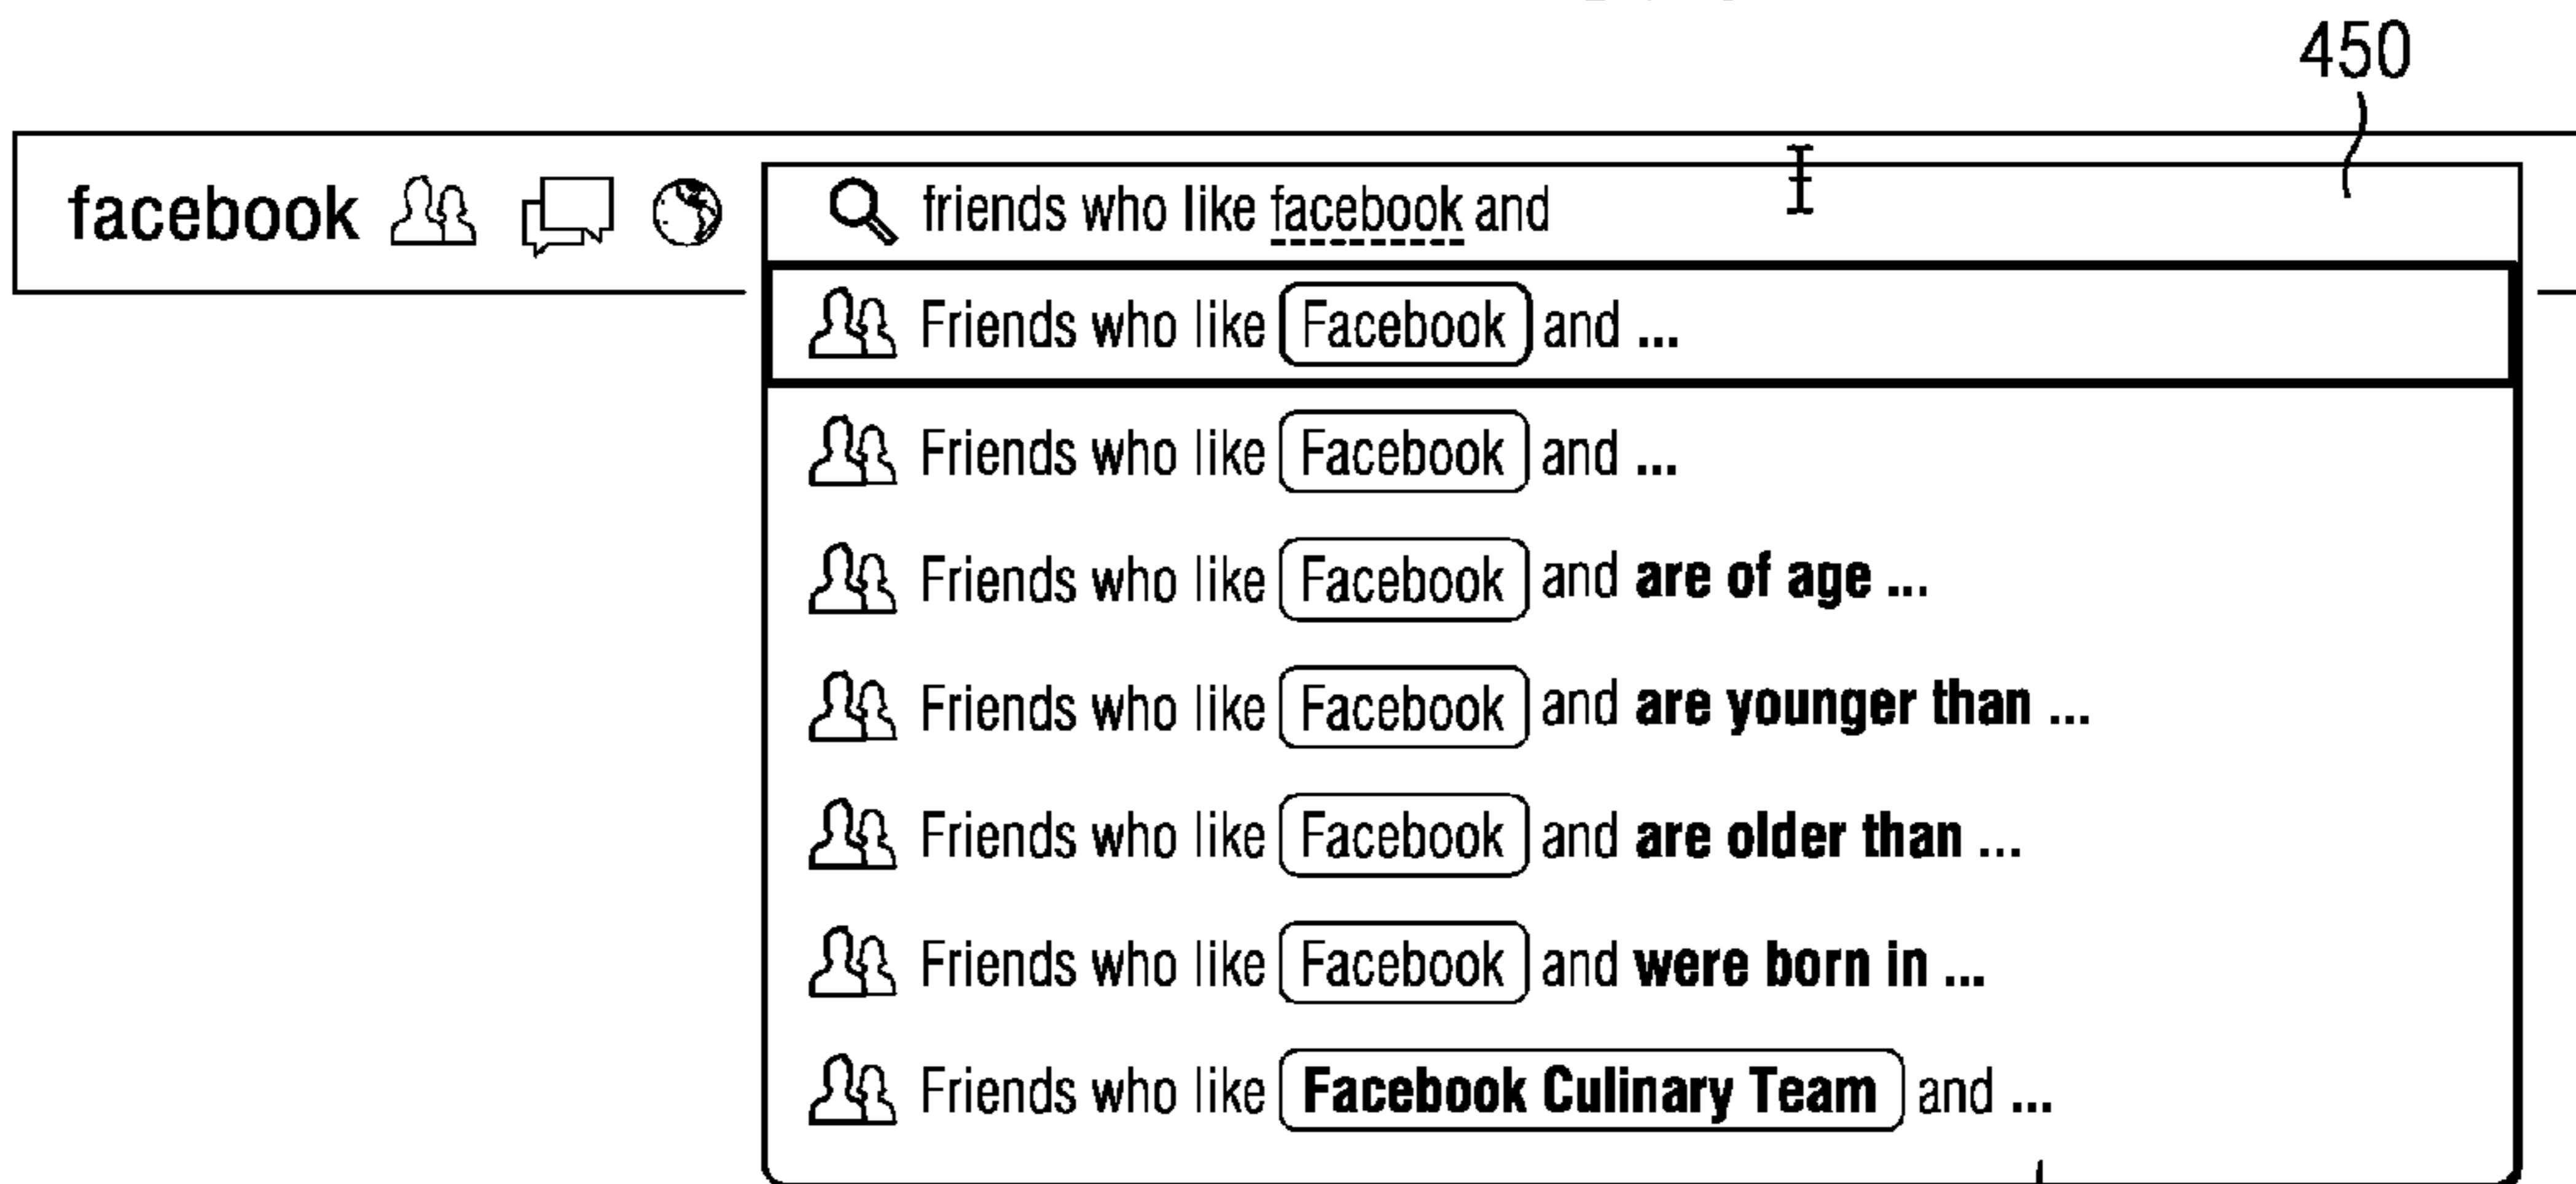 450
facebook friends who like facebook and
Friends who like Facebook and ...
Friends who like Facebook and ...
Friends who like Facebook and are of age ...
Friends who like Facebook and are younger than ...
Friends who like Facebook and are older than ...
Friends who like Facebook and were born in ...
Friends who like Facebook Culinary Team and ...